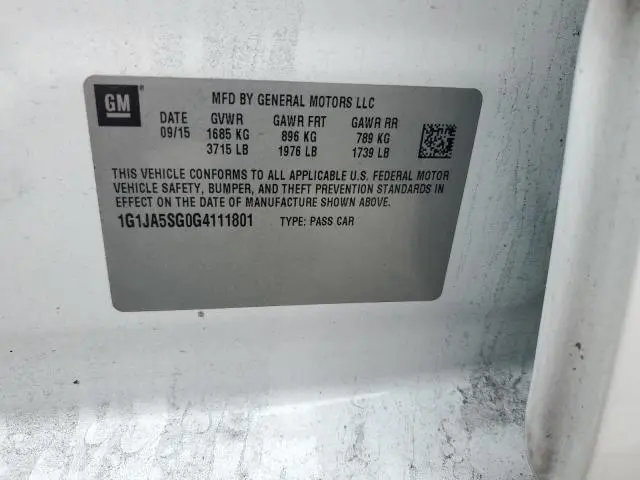 GM
MFD BY GENERAL MOTORS LLC
DATE GVWR GAWR FRT GAWR RR
09/15 1685 KG 896 KG 789 KG
3715 LB 1976 LB 1739 LB
THIS VEHICLE CONFORMS TO ALL APPLICABLE U.S. FEDERAL MOTOR
VEHICLE SAFETY, BUMPER, AND THEFT PREVENTION STANDARDS IN
EFFECT ON THE DATE OF MANUFACTURE SHOWN ABOVE.
1G1JA5SG0G4111801 TYPE: PASS CAR